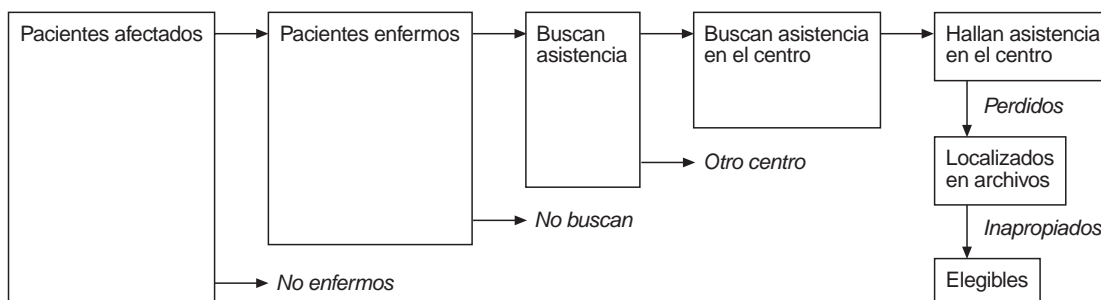 Pacientes afectados
Pacientes enfermos
Buscan
asistencia
Buscan asistencia
en el centro
Hallan asistencia
en el centro
Perdidos
Otro centro
Localizados
en archivos
No buscan
Inapropiados
No enfermos
Elegibles